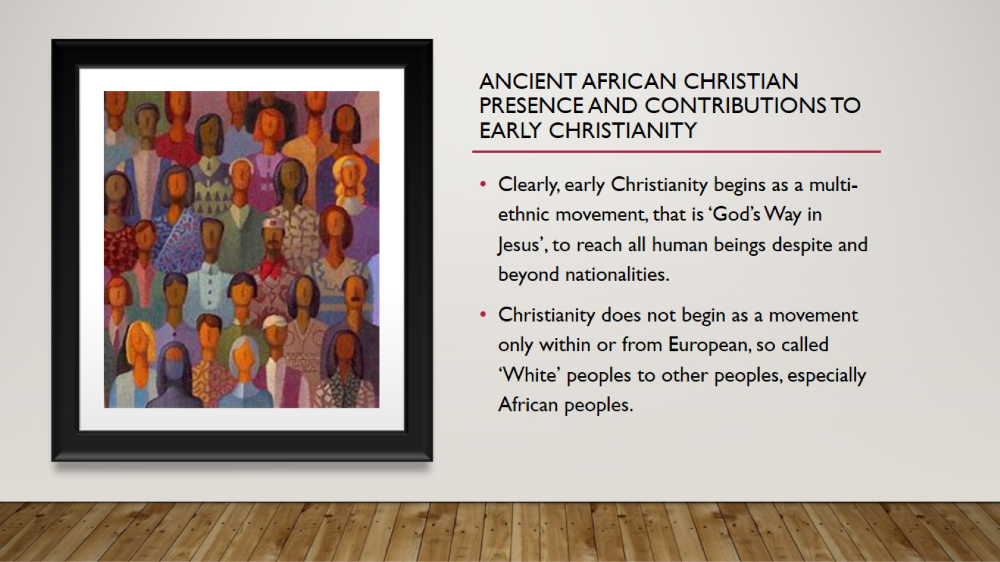 ANCIENT AFRICAN CHRISTIAN
PRESENCE AND CONTRIBUTIONS TO
EARLY CHRISTIANITY
• Clearly, early Christianity begins as a multi-
ethnic movement, that is ‘God’s Way in
Jesus’, to reach all human beings despite and
beyond nationalities.
• Christianity does not begin as a movement
only within or from European, so called
‘White’ peoples to other peoples, especially
African peoples.